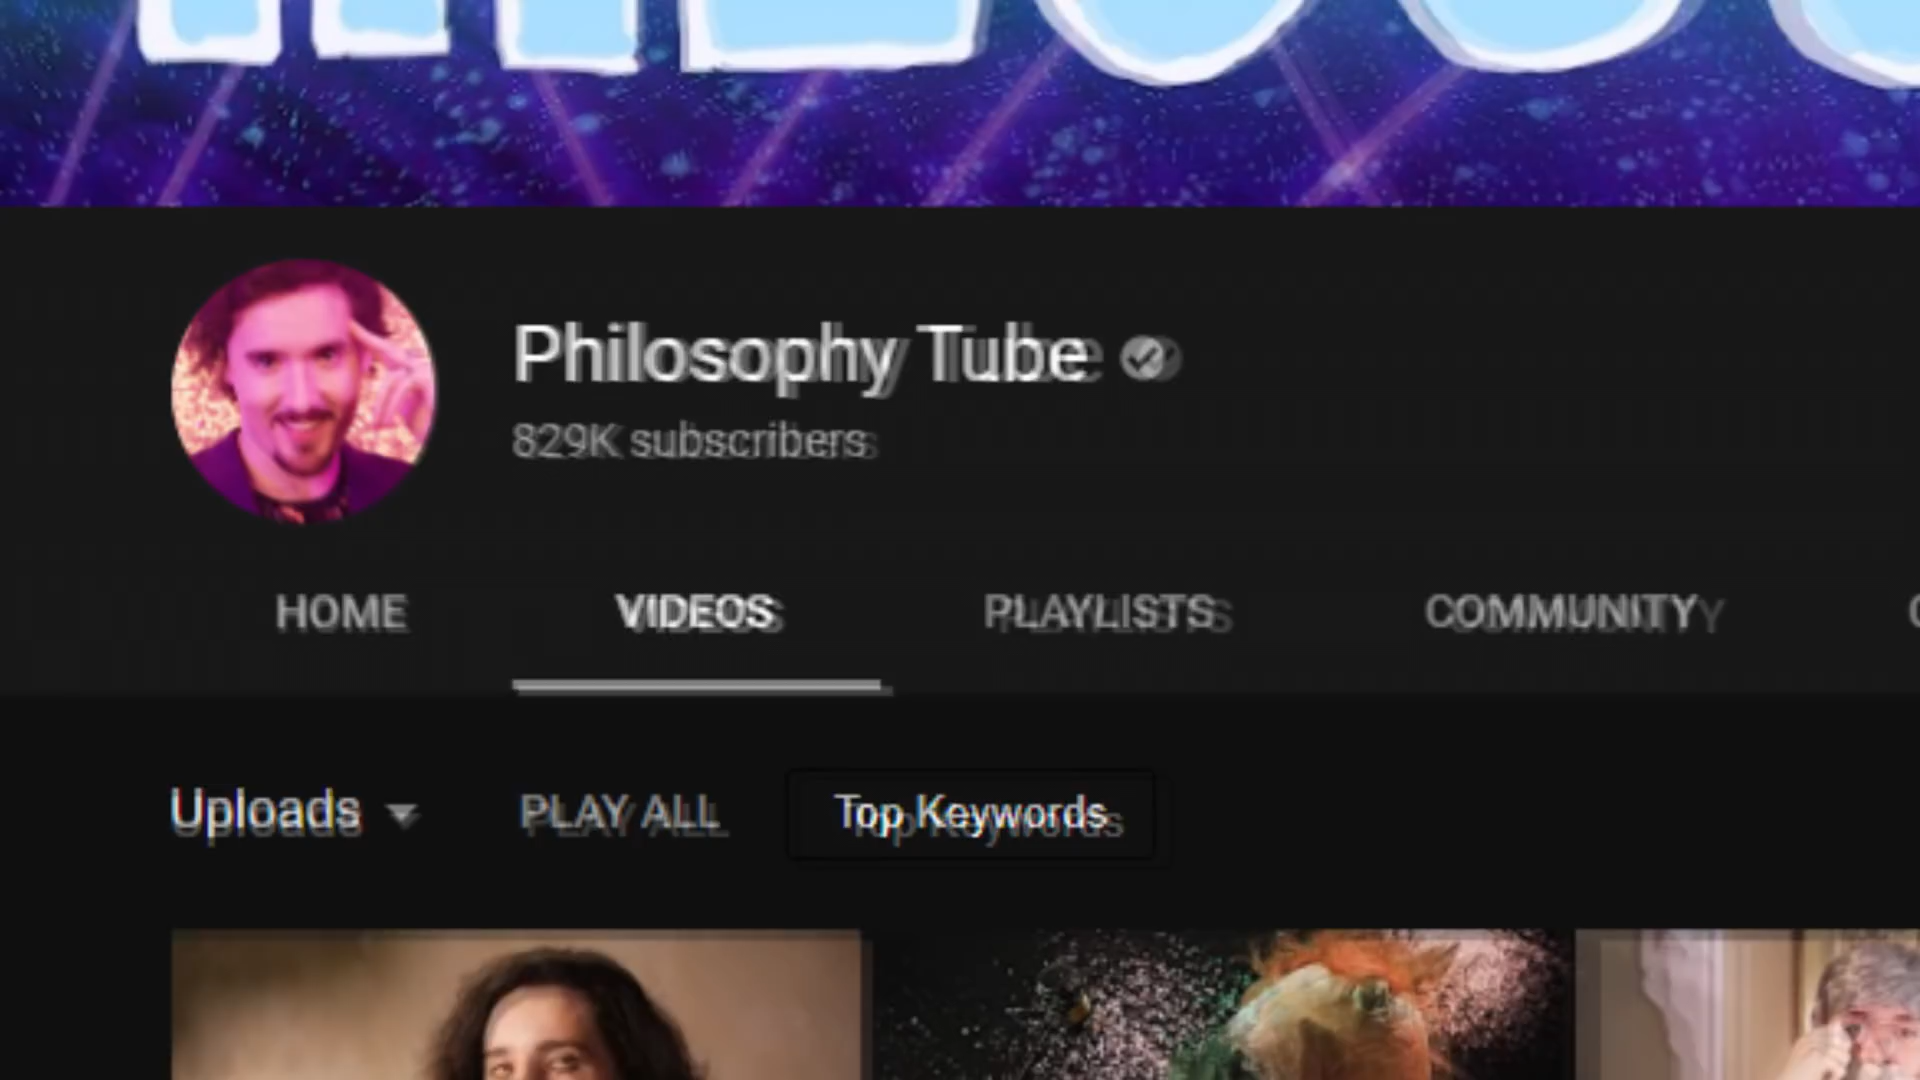 Philosophy Tube
829K subscribers
HOME VIDEOS PLAYLISTS COMMUNITY
Uploads PLAY ALL Top Keywords